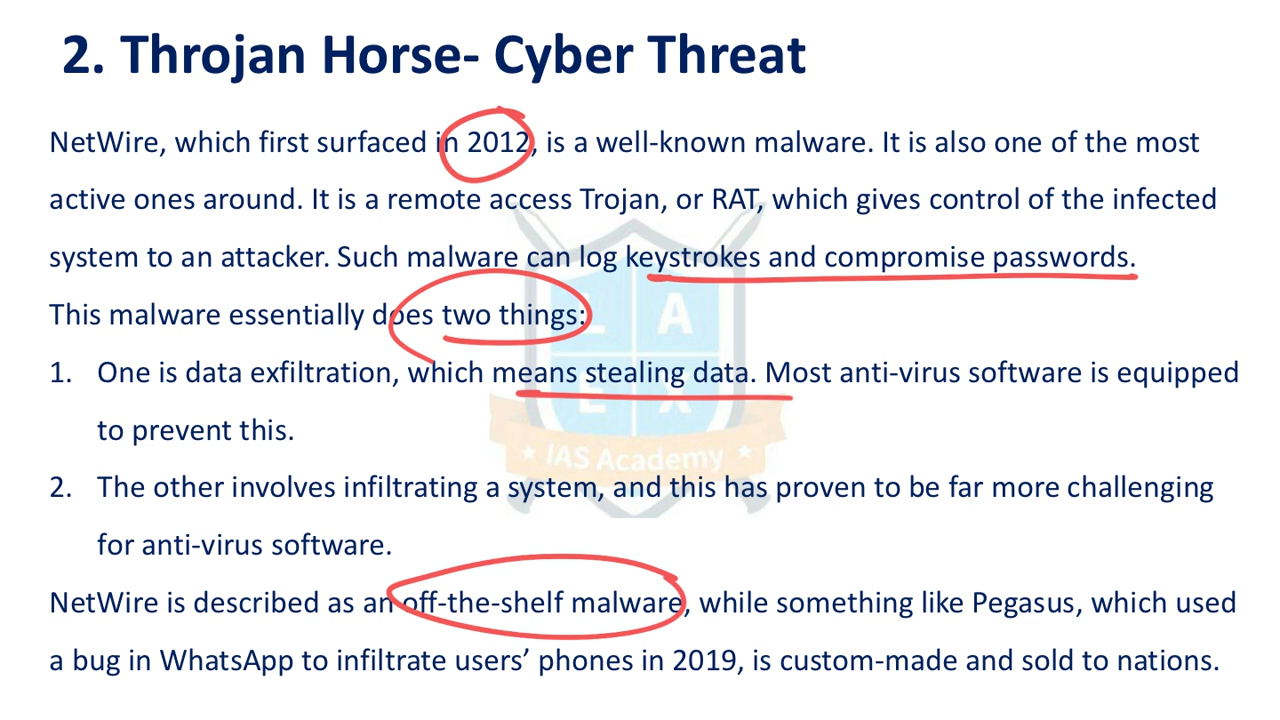 2. Throjan Horse- Cyber Threat
NetWire, which first surfaced in 2012, is a well-known malware. It is also one of the most
active ones around. It is a remote access Trojan, or RAT, which gives control of the infected
system to an attacker. Such malware can log keystrokes and compromise passwords.
This malware essentially does two things:
1. One is data exfiltration, which means stealing data. Most anti-virus software is equipped
to prevent this.
2. The other involves infiltrating a system, and this has proven to be far more challenging
for anti-virus software.
NetWire is described as an off-the-shelf malware, while something like Pegasus, which used
a bug in WhatsApp to infiltrate users’ phones in 2019, is custom-made and sold to nations.
L A
E X
IAS Academy